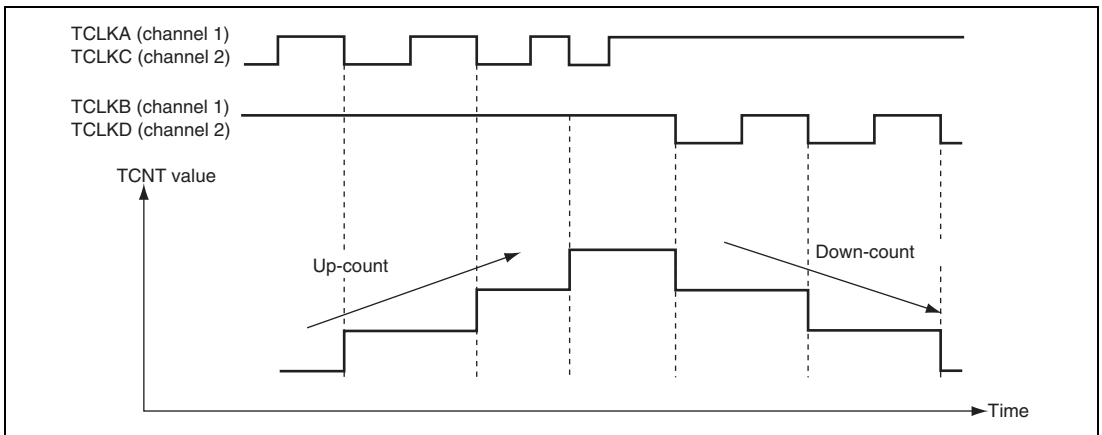 TCLKA (channel 1)
TCLKC (channel 2)
TCLKB (channel 1)
TCLKD (channel 2)
TCNT value
Up-count
Down-count
Time